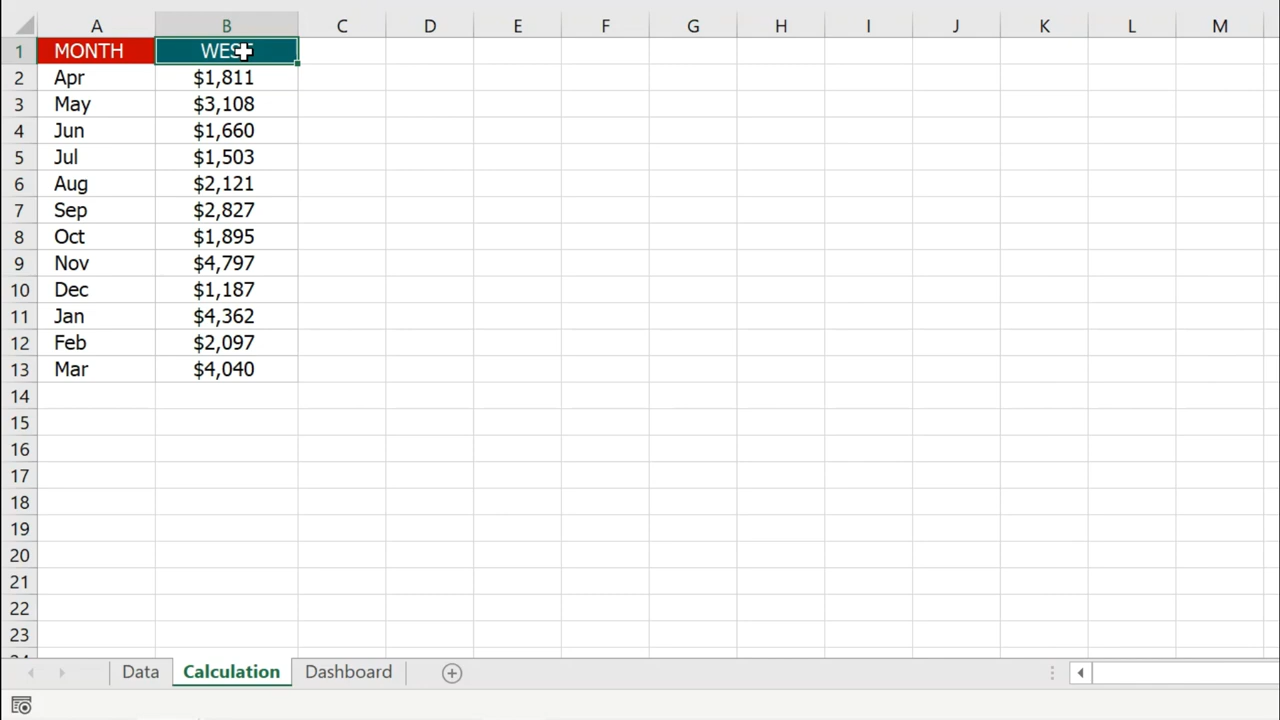 A B C D E F G H I J K L M
1 MONTH
2 Apr $1,811
3 May $3,108
4 Jun $1,660
5 Jul $1,503
6 Aug $2,121
7 Sep $2,827
8 Oct $1,895
9 Nov $4,797
10 Dec $1,187
11 Jan $4,362
12 Feb $2,097
13 Mar $4,040
14
15
16
17
18
19
20
21
22
23
Data Calculation Dashboard